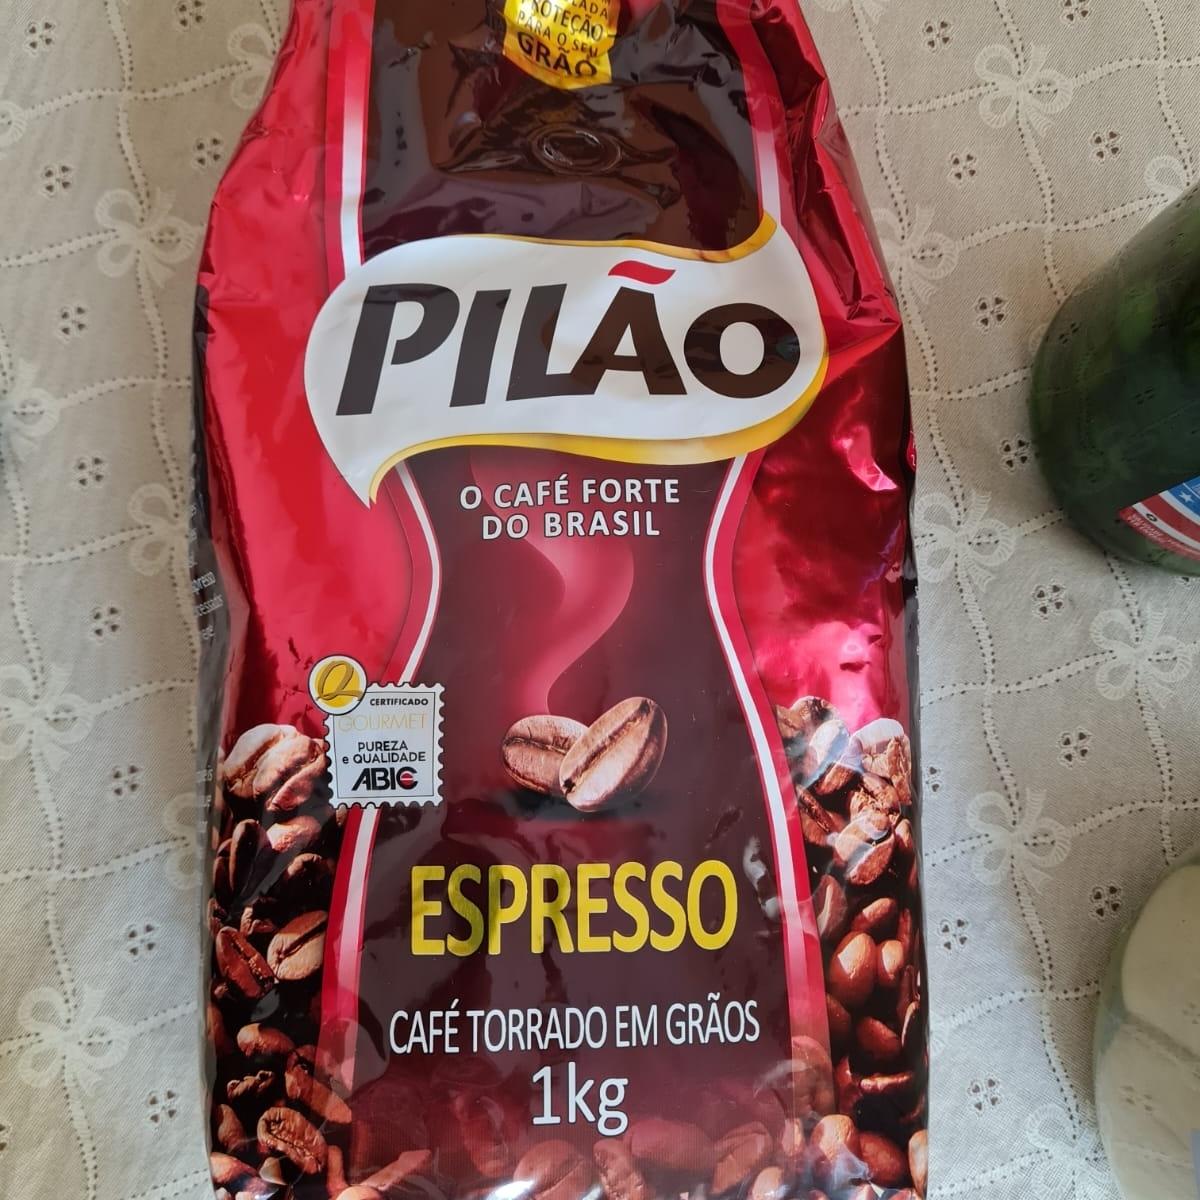 PROTEÇÃO
PARA O SEU
GRÃO
PILÃO
O CAFÉ FORTE
DO BRASIL
CERTIFICADO
GOURMET
PUREZA
e QUALIDADE
ABIC
ESPRESSO
CAFÉ TORRADO EM GRÃOS
1kg